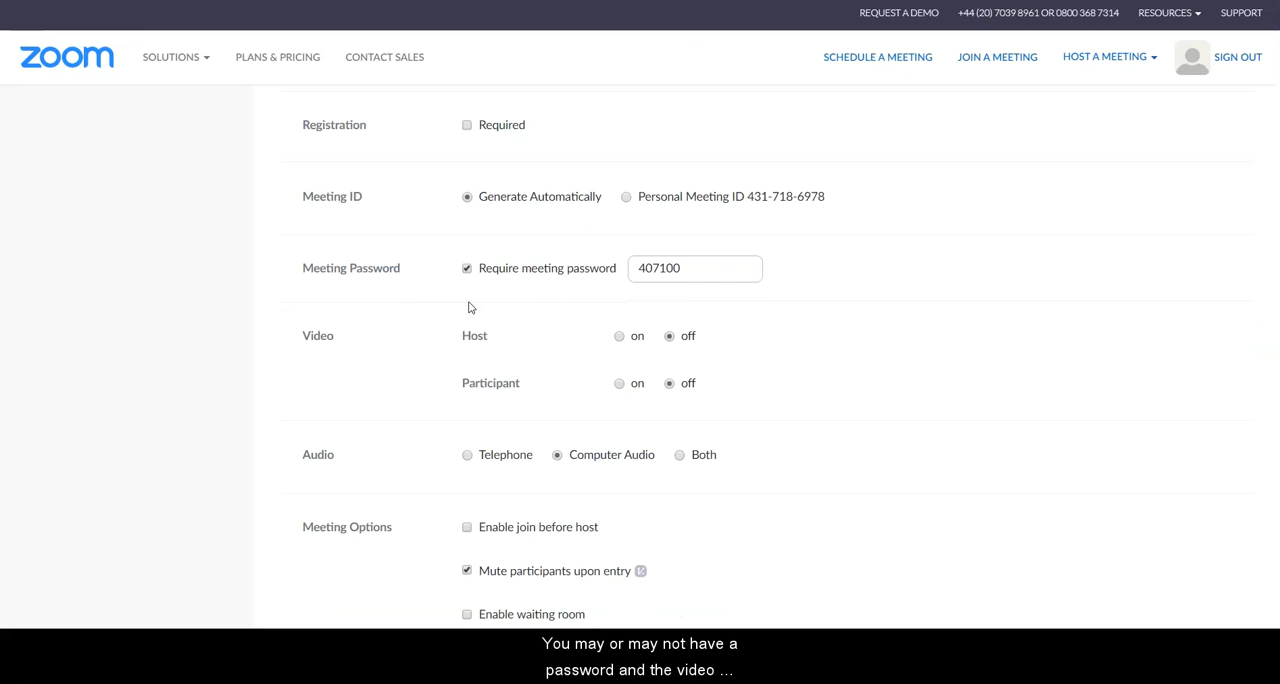 REQUEST A DEMO +44 (20) 7039 8961 OR 0800 368 7314 RESOURCES SUPPORT
zoom SOLUTIONS PLANS & PRICING CONTACT SALES SCHEDULE A MEETING JOIN A MEETING HOST A MEETING SIGN OUT
Registration Required
Meeting ID Generate Automatically Personal Meeting ID 431-718-6978
Meeting Password Require meeting password 407100
Video Host on off
Participant on off
Audio Telephone Computer Audio Both
Meeting Options Enable join before host
Mute participants upon entry
Enable waiting room
You may or may not have a
password and the video ...